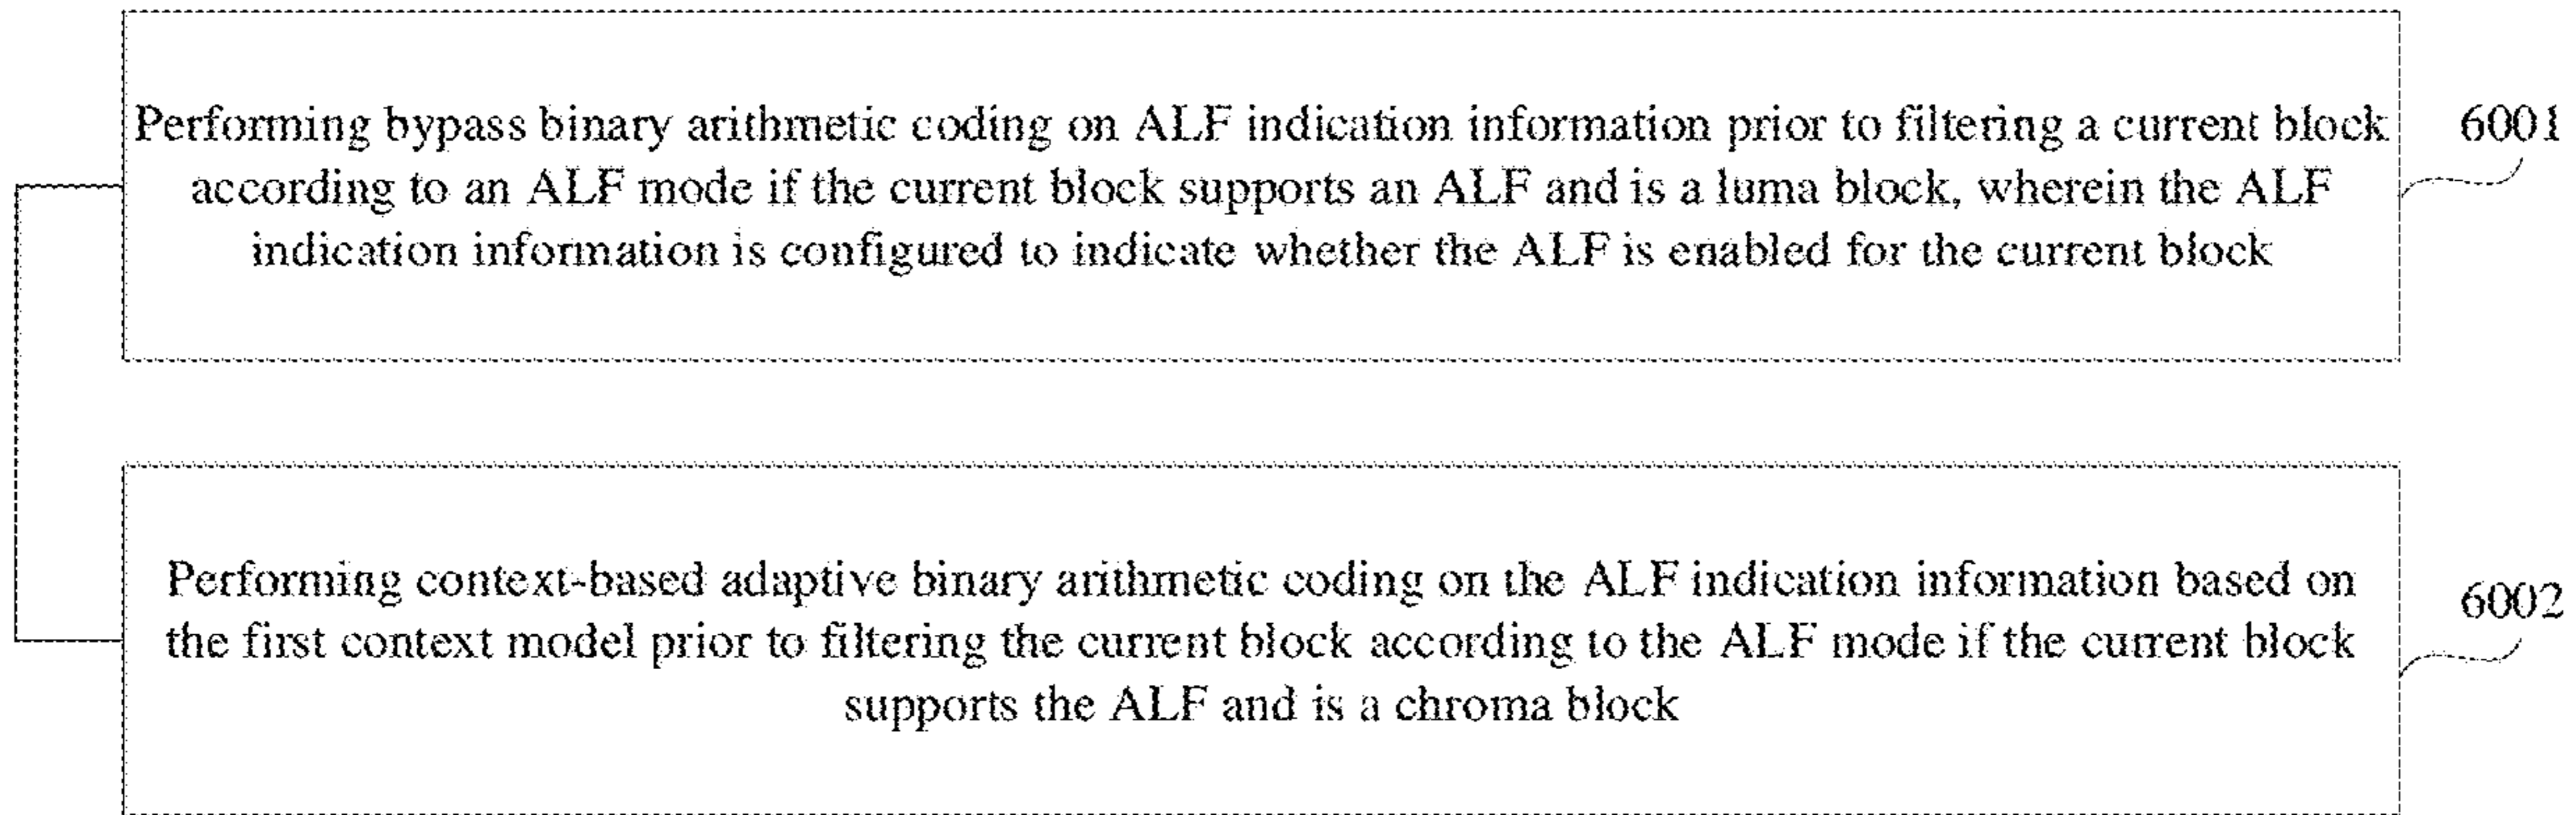 Performing bypass binary arithmetic coding on ALF indication information prior to filtering a current block
according to an ALF mode if the current block supports an ALF and is a luma block, wherein the ALF
indication information is configured to indicate whether the ALF is enabled for the current block
6001
Performing context-based adaptive binary arithmetic coding on the ALF indication information based on
the first context model prior to filtering the current block according to the ALF mode if the current block
supports the ALF and is a chroma block
6002